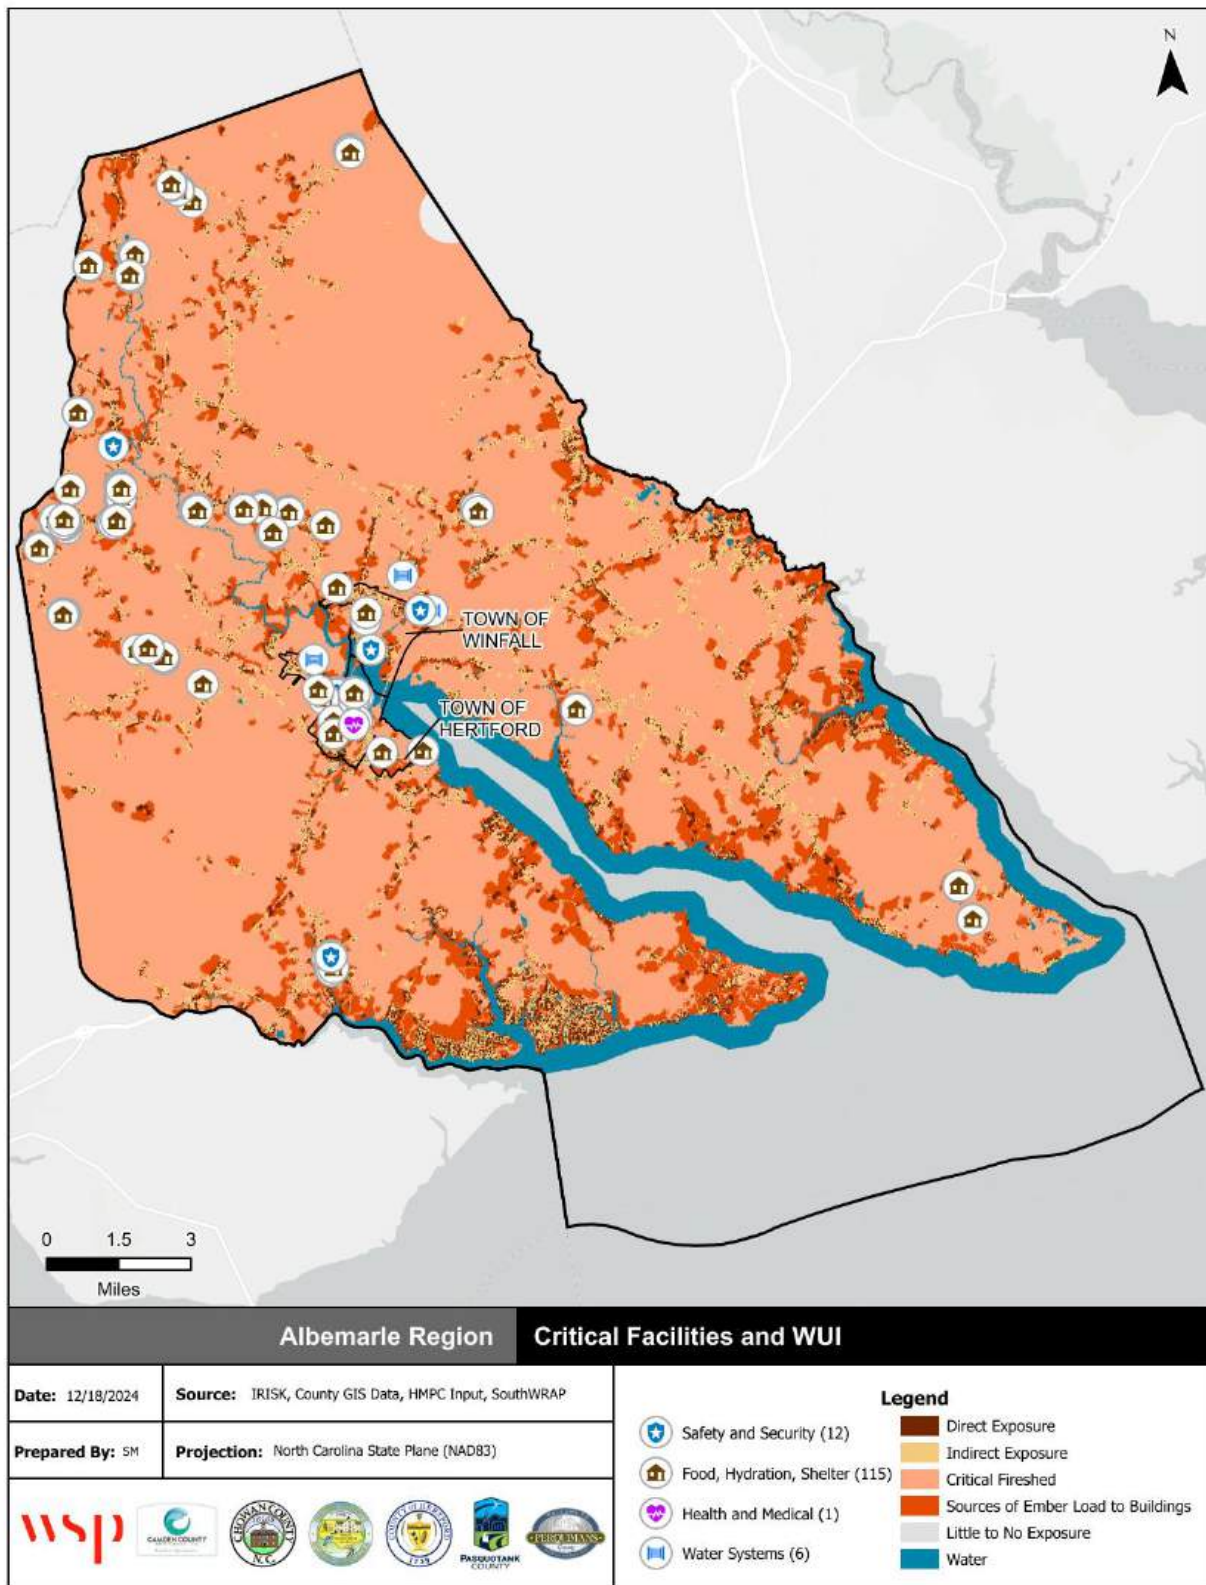 N
TOWN OF
WINFALL
TOWN OF
HERTFORD
0 1.5 3
Miles
Albemarle Region Critical Facilities and WUI
Date: 12/18/2024 Source: IRISK, County GIS Data, HMPC Input, SouthWRAP
Prepared By: SM Projection: North Carolina State Plane (NAD83)
Legend
Safety and Security (12)
Food, Hydration, Shelter (115)
Health and Medical (1)
Water Systems (6)
Direct Exposure
Indirect Exposure
Critical Fireshed
Sources of Ember Load to Buildings
Little to No Exposure
Water
wsp
CAMDEN COUNTY
CHOWAN COUNTY
N.C.
COUNTY OF HERTFORD
1759
PASQUOTANK
COUNTY
PERQUIMANS